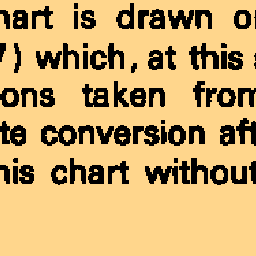 hart is drawn o
7) which, at this s
ons taken from
te conversion aft
his chart without